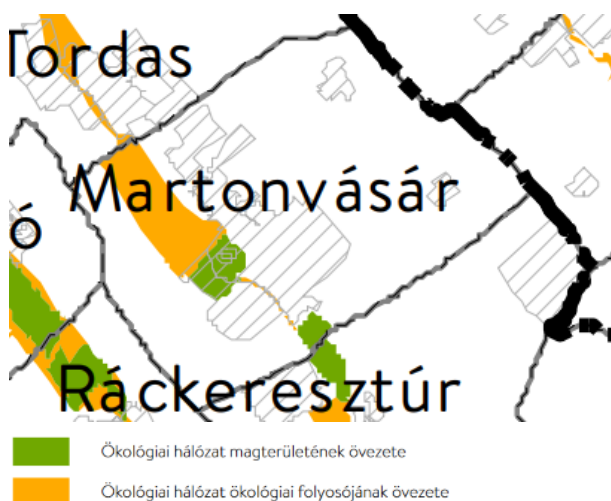 Tordas
Martonvásár
ó
Ráckeresztúr
Ökológiai hálózat magterületének övezete
Ökológiai hálózat ökológiai folyosójának övezete